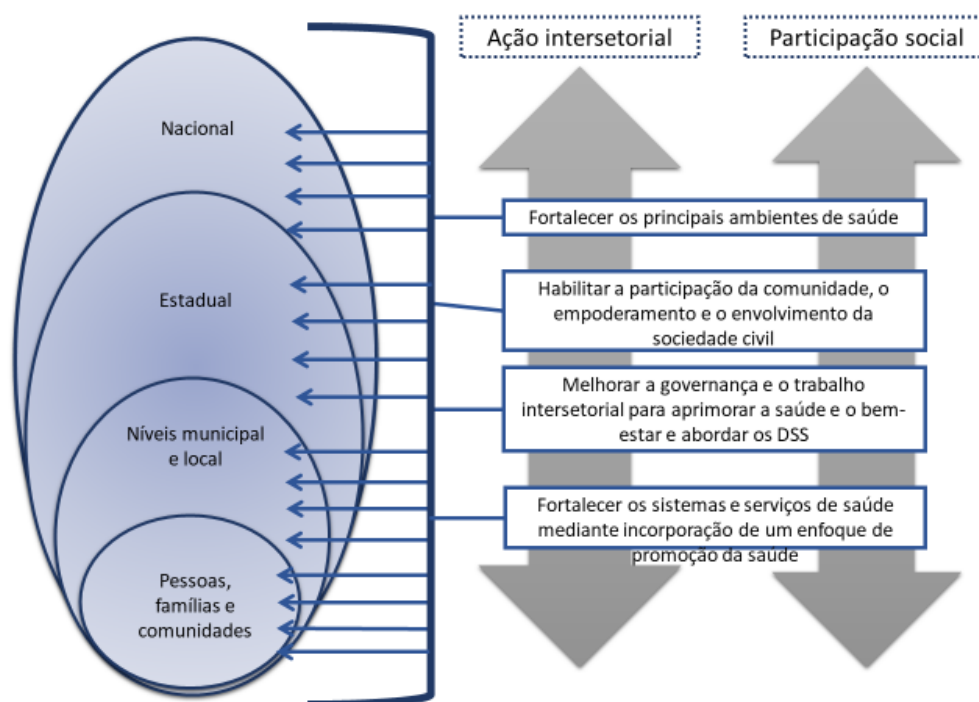 Ação intersetorial
Participação social
Nacional
Estadual
Níveis municipal
e local
Pessoas,
famílias e
comunidades
Fortalecer os principais ambientes de saúde
Habilitar a participação da comunidade, o
empoderamento e o envolvimento da
sociedade civil
Melhorar a governança e o trabalho
intersetorial para aprimorar a saúde e o bem-
estar e abordar os DSS
Fortalecer os sistemas e serviços de saúde
mediante incorporação de um enfoque de
promoção da saúde